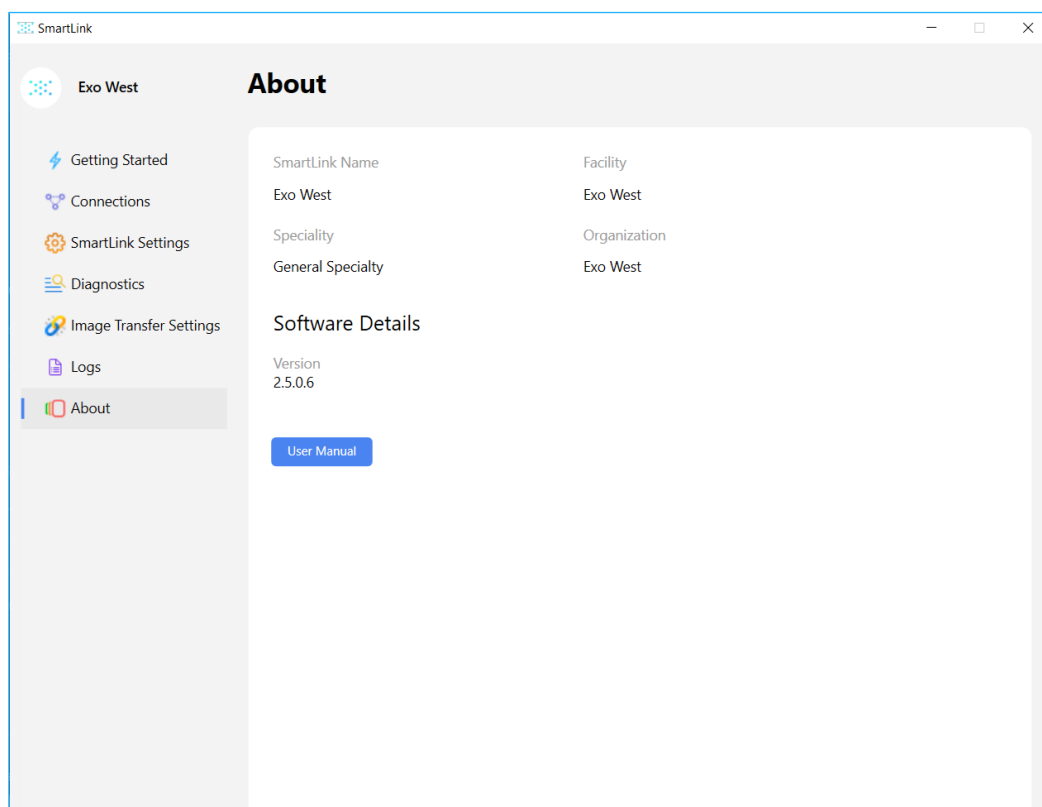 SmartLink
Exo West
About
Getting Started
Connections
SmartLink Settings
Diagnostics
Image Transfer Settings
Logs
About
SmartLink Name
Facility
Exo West
Exo West
Speciality
Organization
General Specialty
Exo West
Software Details
Version
2.5.0.6
User Manual